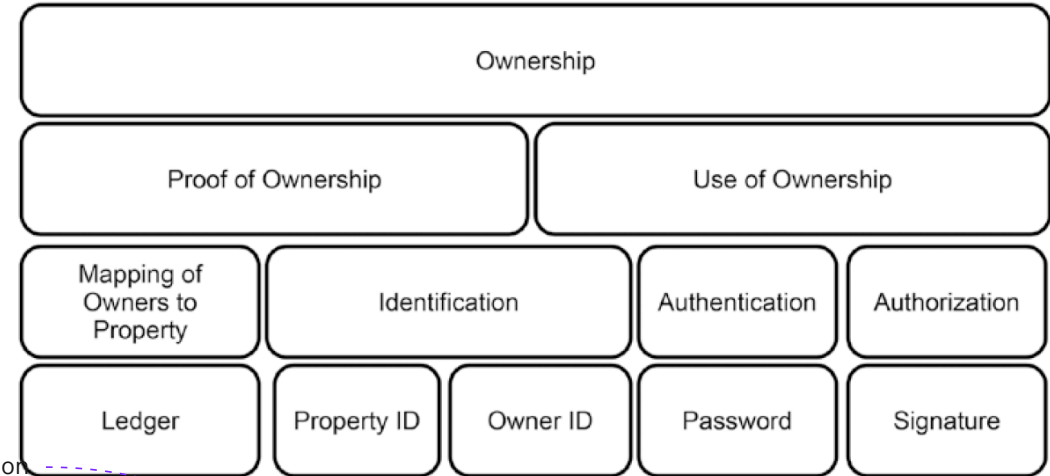 Ownership
Proof of Ownership
Use of Ownership
Mapping of
Owners to
Property
Identification
Authentication
Authorization
Ledger
Property ID
Owner ID
Password
Signature
on